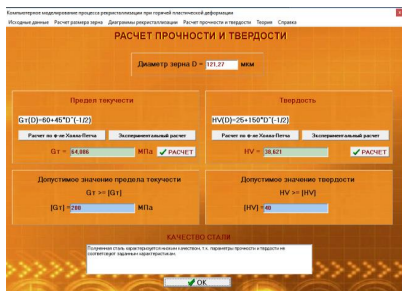 Компьютерное моделирование процесса рекристаллизации при горячей пластической деформации
Исходные данные Расчет размера зерна Диаграммы рекристаллизации Расчет прочности и твердости Теория Справка
РАСЧЕТ ПРОЧНОСТИ И ТВЕРДОСТИ
Диаметр зерна D = 121,27 мкм
Предел текучести
Gт(D)=60+45*D^(-1/2)
Расчет по ф-ле Холла-Петча Экспериментальный расчет
Gт = 64,086 МПа РАСЧЕТ
Твердость
HV(D)=25+150*D^(-1/2)
Расчет по ф-ле Холла-Петча Экспериментальный расчет
HV = 38,621 РАСЧЕТ
Допустимое значение предела текучести
Gт >= [Gт]
[Gт] = 200 МПа
Допустимое значение твердости
HV >= [HV]
[HV] = 40
КАЧЕСТВО СТАЛИ
Полученная сталь характеризуется низким качеством, т.к. параметры прочности и твердости не
соответсвуют заданным характеристикам.
OK